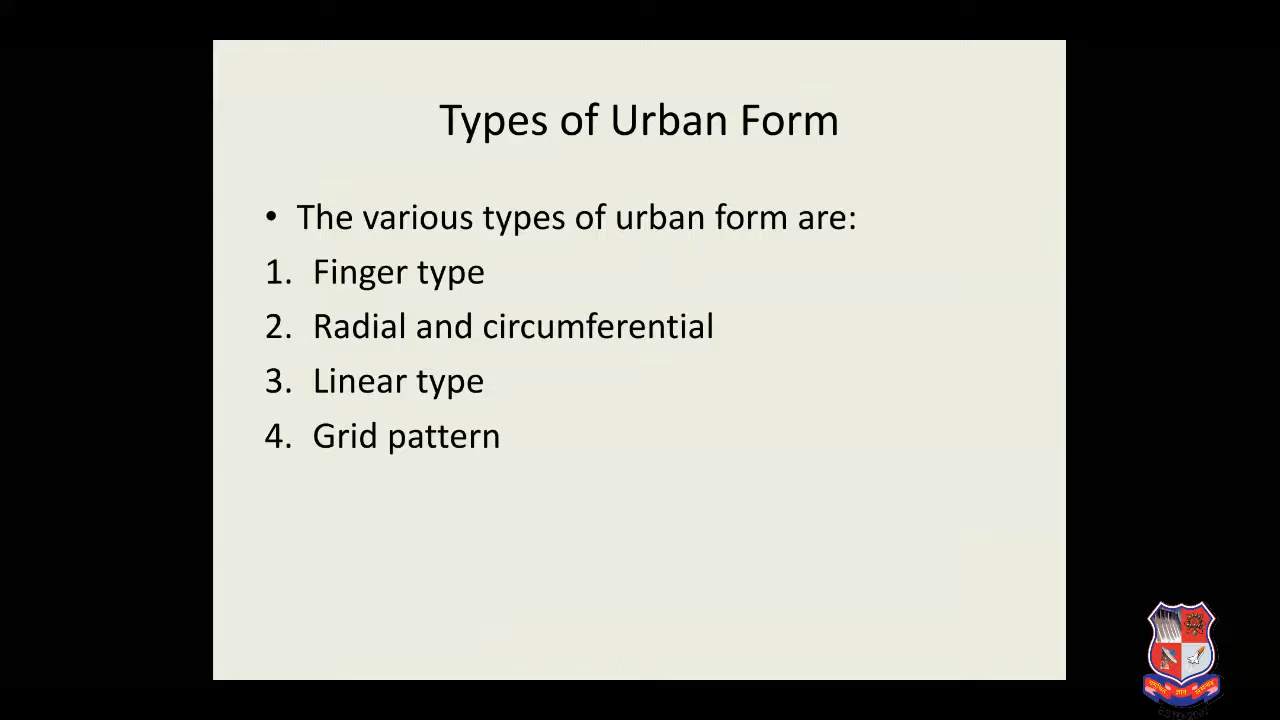 Types of Urban Form
• The various types of urban form are:
1. Finger type
2. Radial and circumferential
3. Linear type
4. Grid pattern